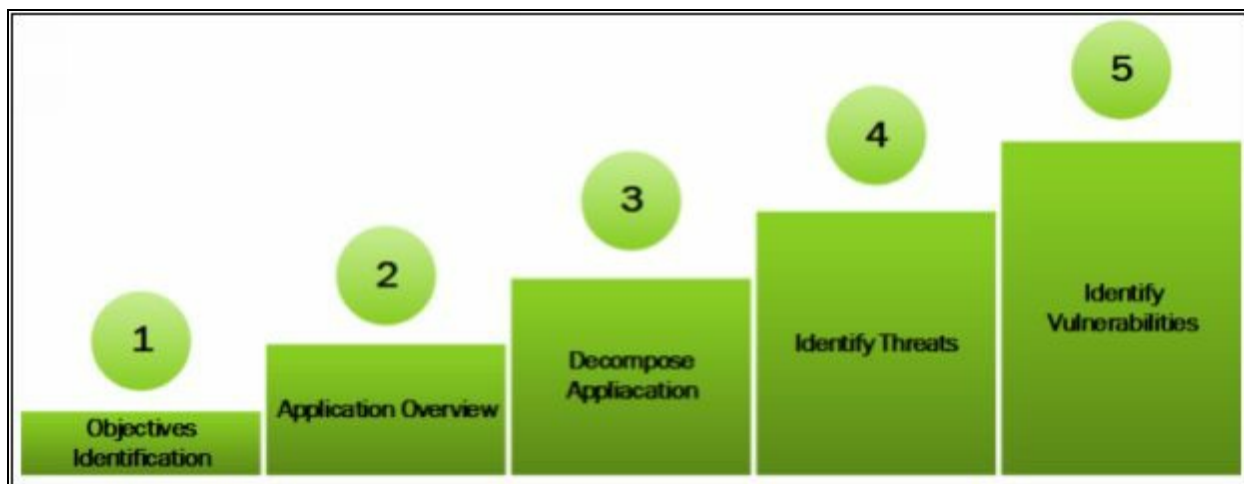 1
Objectives
Identification
2
Application Overview
3
Decompose
Appliacation
4
Identify Threats
5
Identify
Vulnerabilities